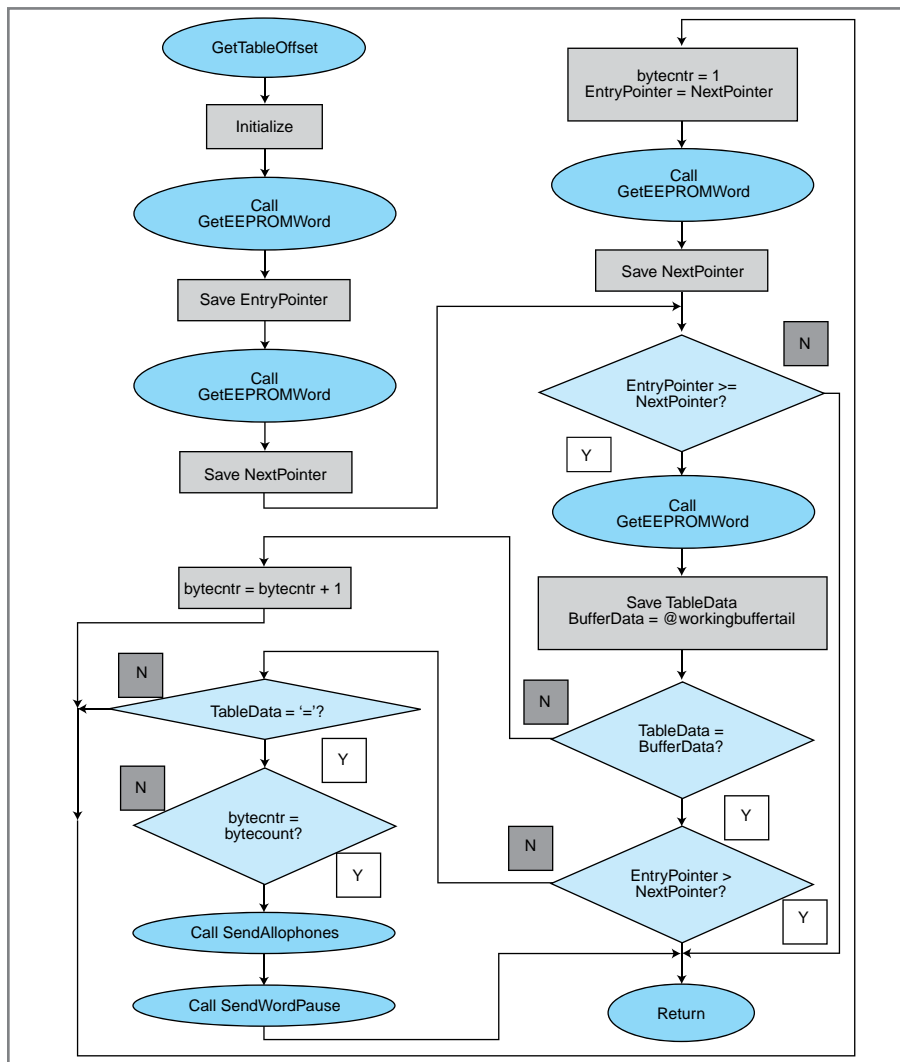 GetTableOffset
Initialize
Call
GetEEPROMWord
Save EntryPointer
Call
GetEEPROMWord
Save NextPointer
bytecntr = 1
EntryPointer = NextPointer
Call
GetEEPROMWord
Save NextPointer
N
EntryPointer >=
NextPointer?
Y
Call
GetEEPROMWord
Save TableData
BufferData = @workingbuffertail
N
TableData =
BufferData?
Y
bytecntr = bytecntr + 1
N
TableData = ‘=’?
Y
N
bytecntr =
bytecount?
Y
N
EntryPointer >
NextPointer?
Y
Call SendAllophones
Call SendWordPause
Return